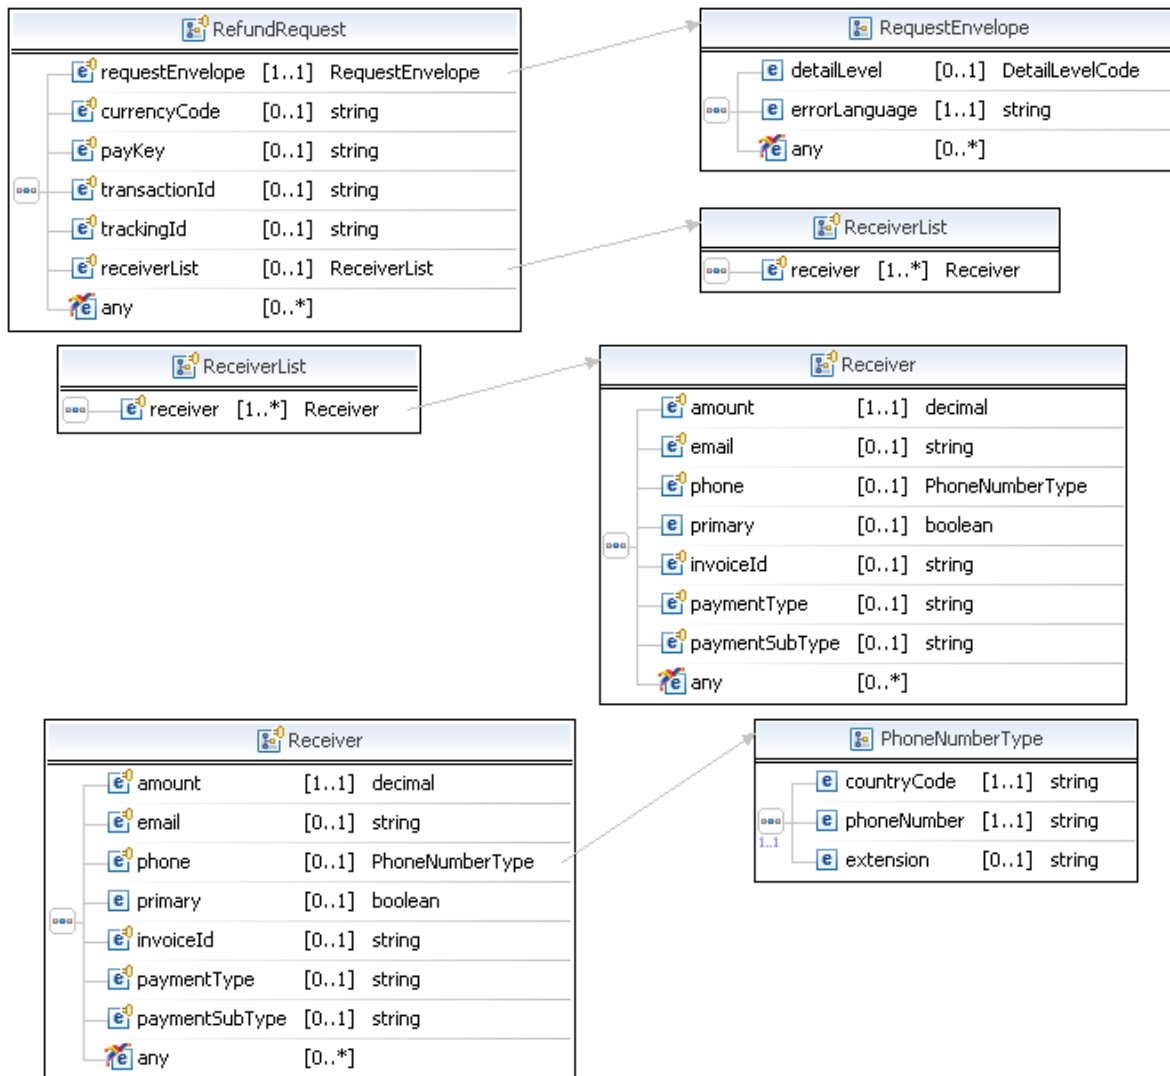 RefundRequest
requestEnvelope [1..1] RequestEnvelope
currencyCode [0..1] string
payKey [0..1] string
transactionId [0..1] string
trackingId [0..1] string
receiverList [0..1] ReceiverList
any [0..*]
RequestEnvelope
detailLevel [0..1] DetailLevelCode
errorLanguage [1..1] string
any [0..*]
ReceiverList
receiver [1..*] Receiver
ReceiverList
receiver [1..*] Receiver
Receiver
amount [1..1] decimal
email [0..1] string
phone [0..1] PhoneNumberType
primary [0..1] boolean
invoiceId [0..1] string
paymentType [0..1] string
paymentSubType [0..1] string
any [0..*]
Receiver
amount [1..1] decimal
email [0..1] string
phone [0..1] PhoneNumberType
primary [0..1] boolean
invoiceId [0..1] string
paymentType [0..1] string
paymentSubType [0..1] string
any [0..*]
PhoneNumberType
countryCode [1..1] string
phoneNumber [1..1] string
1..1
extension [0..1] string